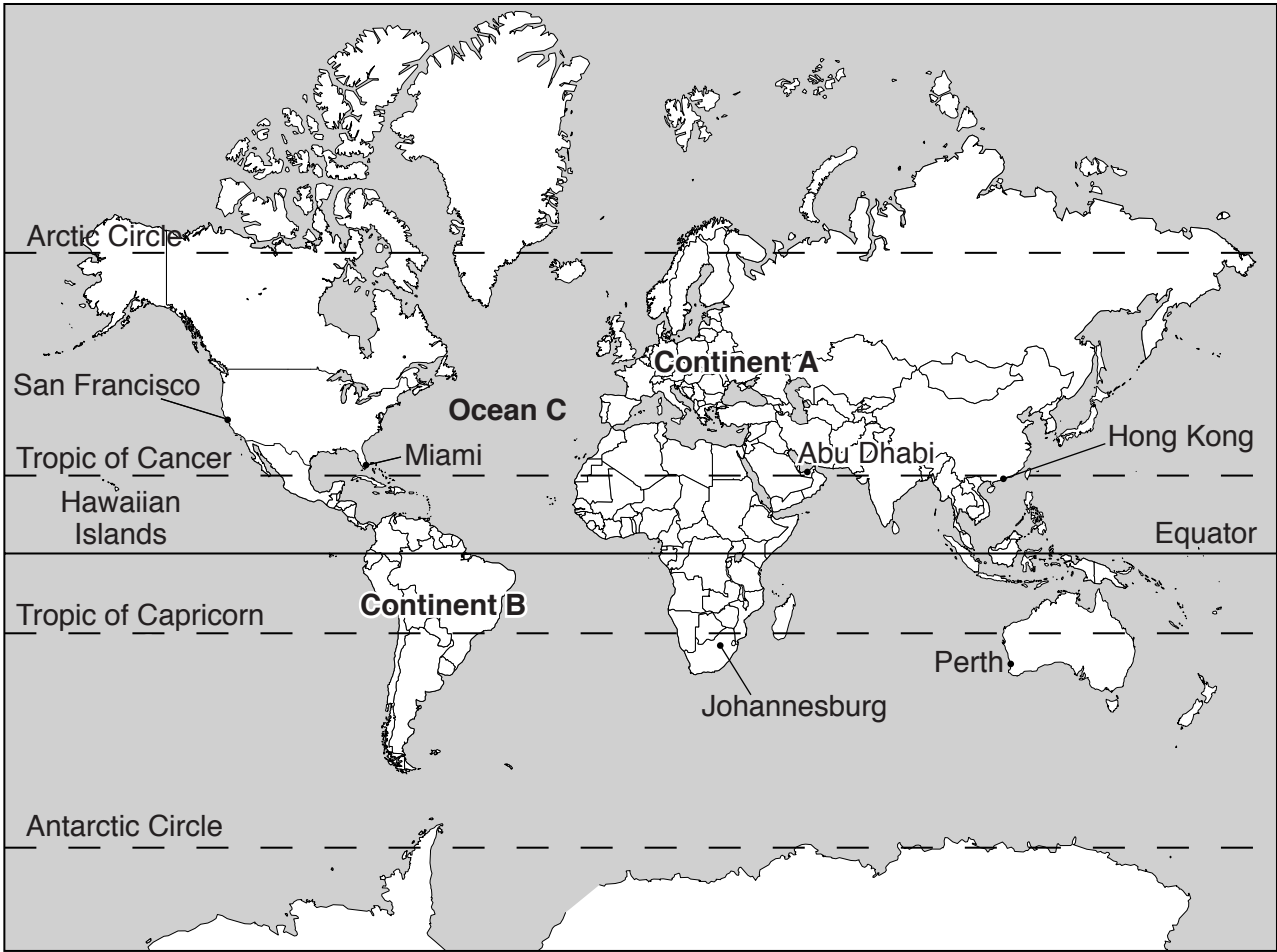 Arctic Circle
Continent A
San Francisco
Ocean C
Hong Kong
Tropic of Cancer
Miami
Abu Dhabi
Hawaiian
Islands
Equator
Continent B
Tropic of Capricorn
Perth
Johannesburg
Antarctic Circle